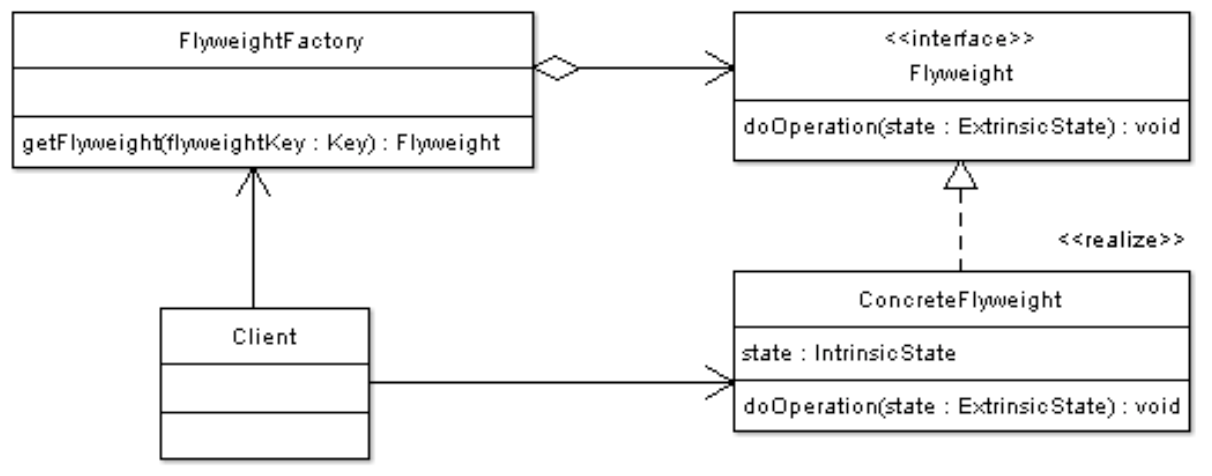 FlyweightFactory
getFlyweight(flyweightKey : Key) : Flyweight
<<interface>>
Flyweight
doOperation(state : ExtrinsicState) : void
<<realize>>
Client
ConcreteFlyweight
state : IntrinsicState
doOperation(state : ExtrinsicState) : void